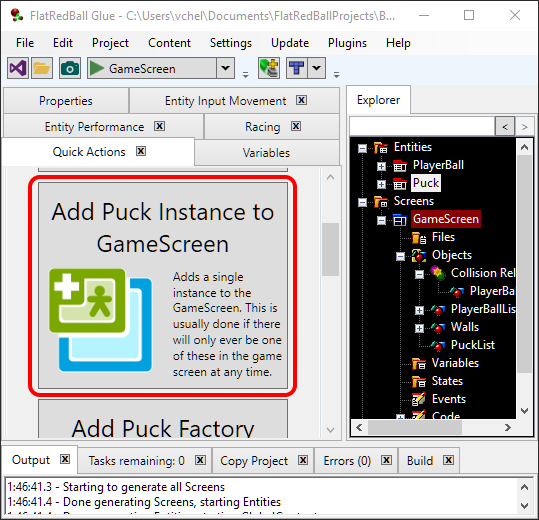 FlatRedBall Glue - C:\Users\vchel\Documents\FlatRedBallProjects\B...
File Edit Project Content Settings Update Plugins Help
GameScreen
Properties
Entity Input Movement
Entity Performance
Racing
Quick Actions
Variables
Add Puck Instance to
GameScreen
Adds a single
instance to the
GameScreen. This is
usually done if there
will only ever be one
of these in the game
screen at any time.
Add Puck Factory
Explorer
< >
Entities
PlayerBall
Puck
Screens
GameScreen
Files
Objects
Collision Rel
PlayerBa
PlayerBallLis
Walls
PuckList
Variables
States
Events
Code
Output
Tasks remaining: 0
Copy Project
Errors (0)
Build
1:46:41.3 - Starting to generate all Screens
1:46:41.4 - Done generating Screens, starting Entities